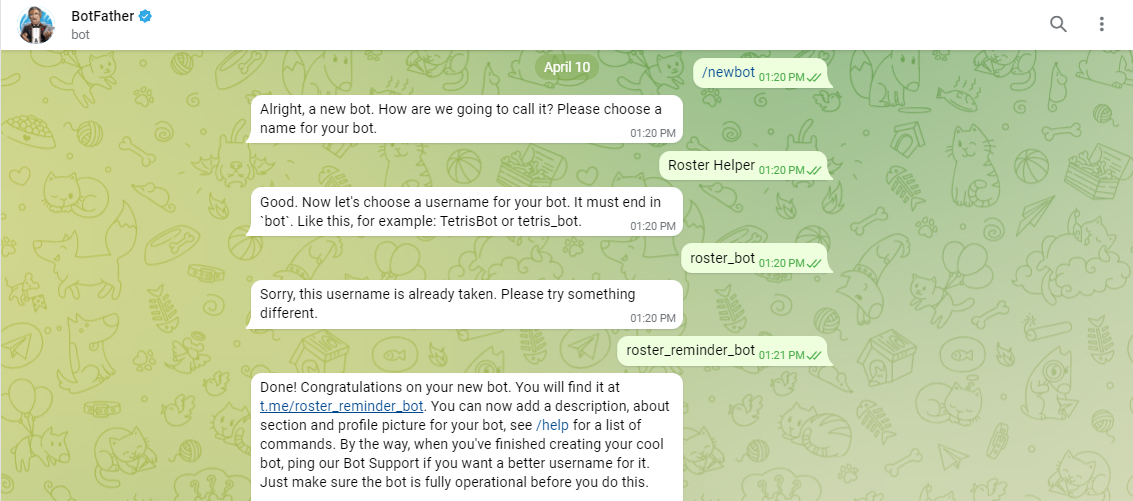 BotFather
bot
April 10
/newbot 01:20 PM
Alright, a new bot. How are we going to call it? Please choose a
name for your bot.
01:20 PM
Roster Helper 01:20 PM
Good. Now let's choose a username for your bot. It must end in
`bot`. Like this, for example: TetrisBot or tetris_bot.
01:20 PM
roster_bot 01:20 PM
Sorry, this username is already taken. Please try something
different.
01:20 PM
roster_reminder_bot 01:21 PM
Done! Congratulations on your new bot. You will find it at
t.me/roster_reminder_bot. You can now add a description, about
section and profile picture for your bot, see /help for a list of
commands. By the way, when you've finished creating your cool
bot, ping our Bot Support if you want a better username for it.
Just make sure the bot is fully operational before you do this.